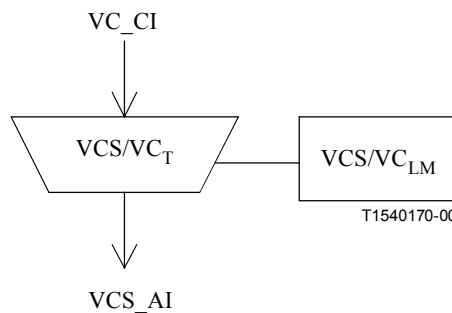 VC_CI
VCS/VC_T
VCS/VC_LM
T1540170-00
VCS_AI